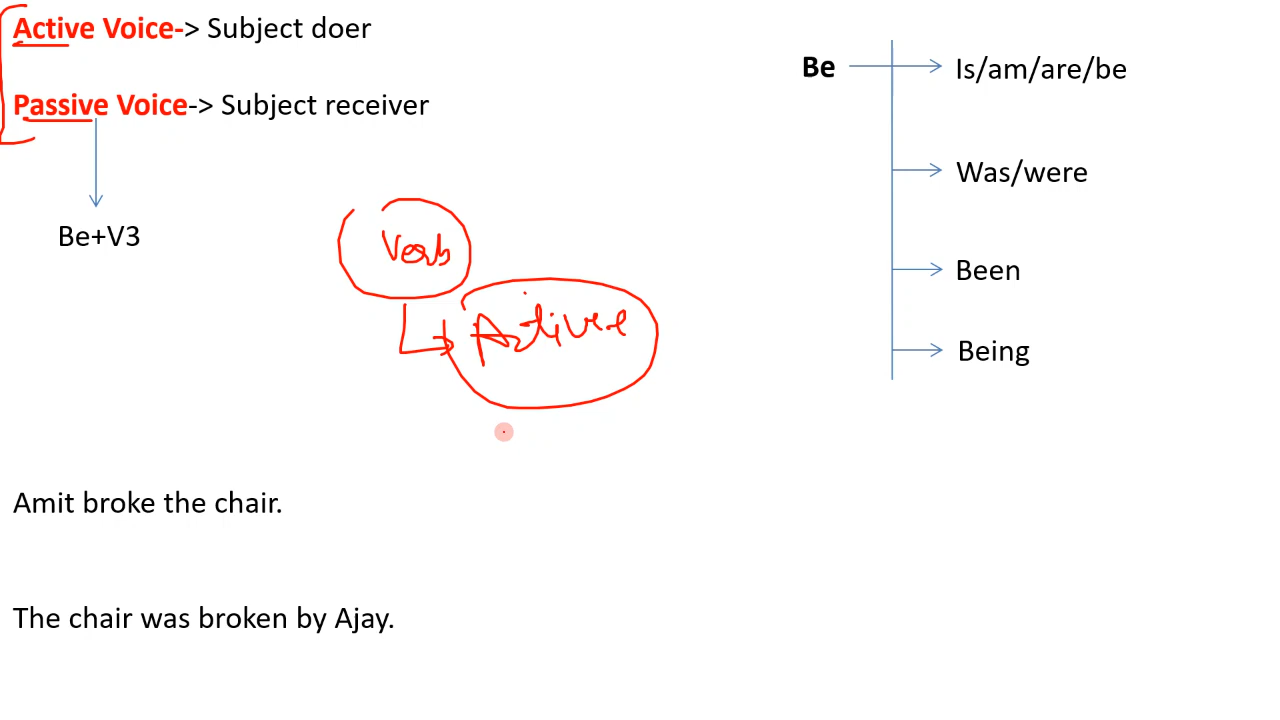 Active Voice-> Subject doer
Passive Voice-> Subject receiver
Be+V3
Verb
Active
Be
Is/am/are/be
Was/were
Been
Being
Amit broke the chair.
The chair was broken by Ajay.